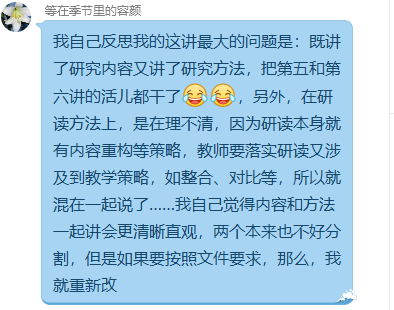 等在季节里的容颜
我自己反思我的这讲最大的问题是：既讲
了研究内容又讲了研究方法，把第五和第
六讲的活儿都干了😂😂，另外，在研
读方法上，是在理不清，因为研读本身就
有内容重构等策略，教师要落实研读又涉
及到教学策略，如整合、对比等，所以就
混在一起说了......我自己觉得内容和方法
一起讲会更清晰直观，两个本来也不好分
割，但是如果要按照文件要求，那么，我
就重新改